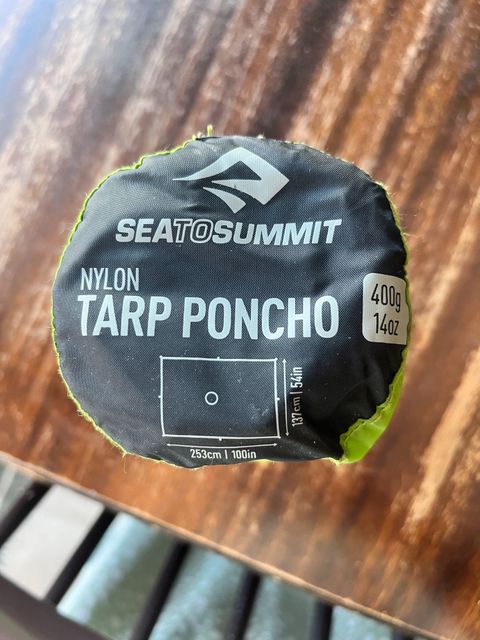 SEATOSUMMIT
NYLON
TARP PONCHO
400g
14oz
137cm | 54in
253cm | 100in